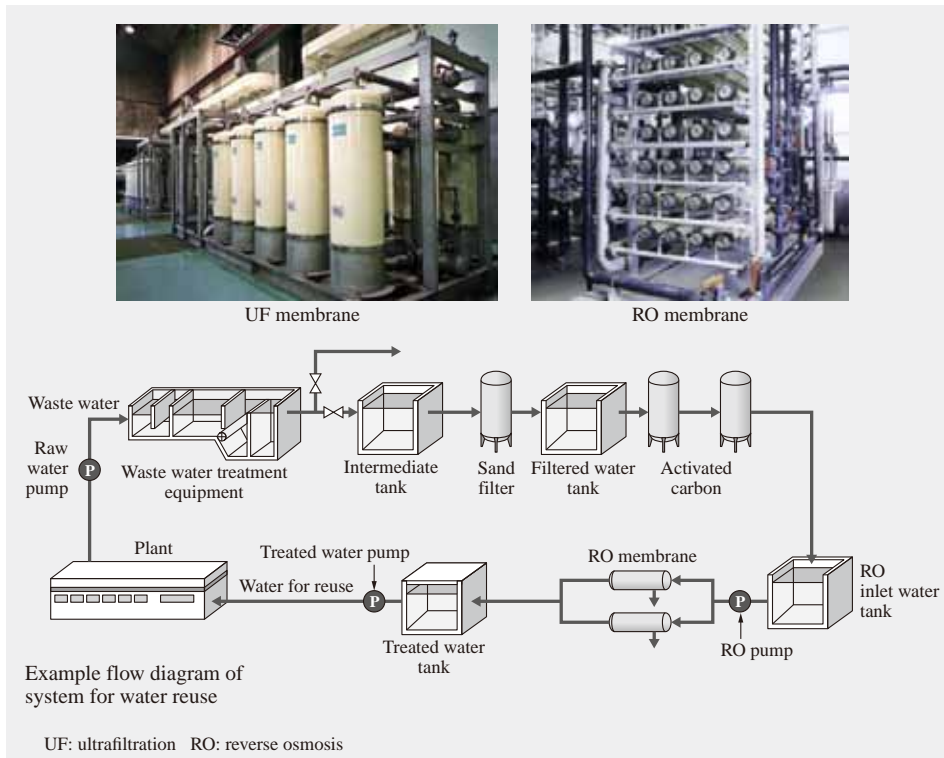 UF membrane
RO membrane
Waste water
Raw
water
pump
P
Waste water treatment
equipment
Intermediate
tank
Sand
filter
Filtered water
tank
Activated
carbon
Plant
Treated water pump
Water for reuse
P
Treated water
tank
RO membrane
P
RO pump
RO
inlet water
tank
Example flow diagram of
system for water reuse
UF: ultrafiltration RO: reverse osmosis